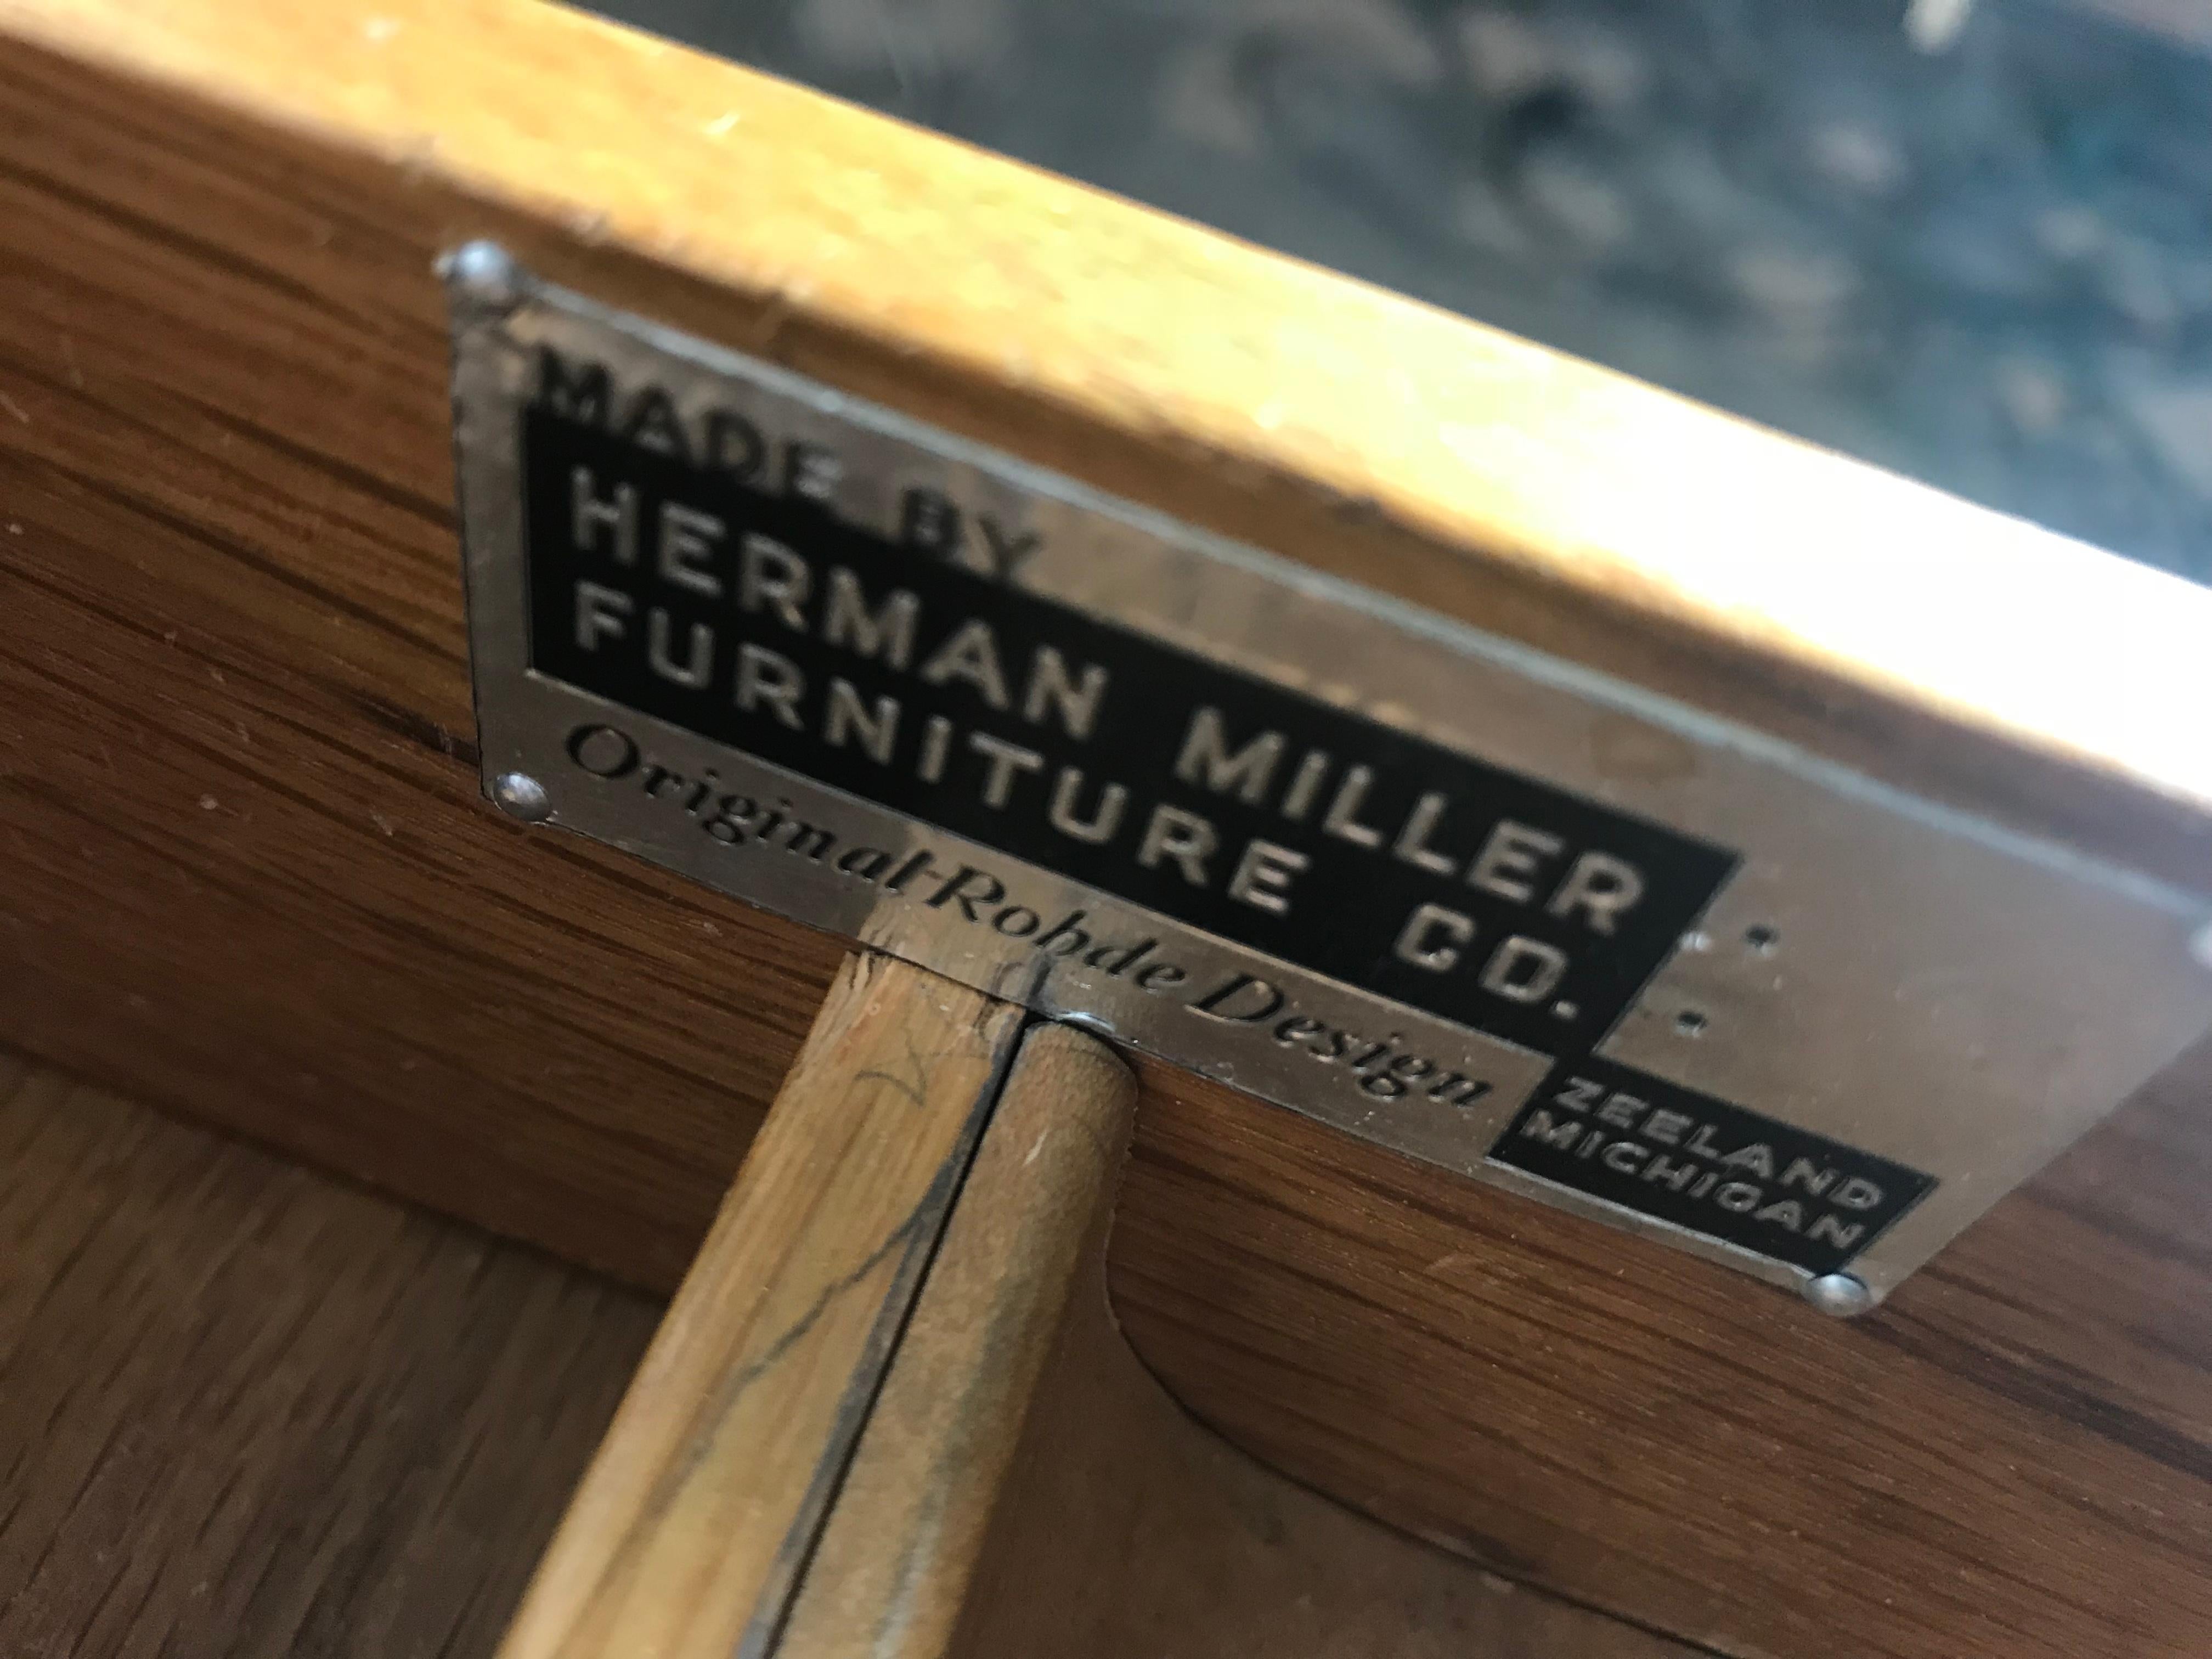 MADE BY
HERMAN MILLER
FURNITURE CO.
Original-Rohde Design
ZEELAND
MICHIGAN